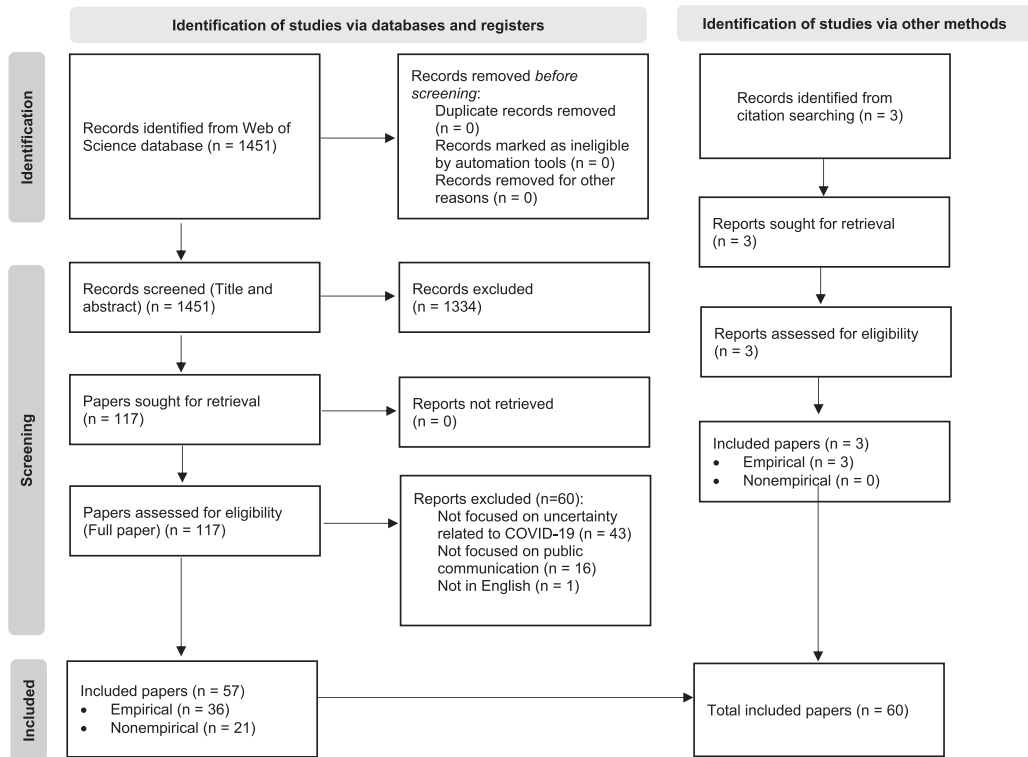 Identification of studies via databases and registers
Identification of studies via other methods
Identification
Records identified from Web of
Science database (n = 1451)
Records removed before
screening:
Duplicate records removed
(n = 0)
Records marked as ineligible
by automation tools (n = 0)
Records removed for other
reasons (n = 0)
Records identified from
citation searching (n = 3)
Reports sought for retrieval
(n = 3)
Screening
Records screened (Title and
abstract) (n = 1451)
Records excluded
(n = 1334)
Reports assessed for eligibility
(n = 3)
Papers sought for retrieval
(n = 117)
Reports not retrieved
(n = 0)
Included papers (n = 3)
• Empirical (n = 3)
• Nonempirical (n = 0)
Papers assessed for eligibility
(Full paper) (n = 117)
Reports excluded (n=60):
Not focused on uncertainty
related to COVID-19 (n = 43)
Not focused on public
communication (n = 16)
Not in English (n = 1)
Included
Included papers (n = 57)
• Empirical (n = 36)
• Nonempirical (n = 21)
Total included papers (n = 60)